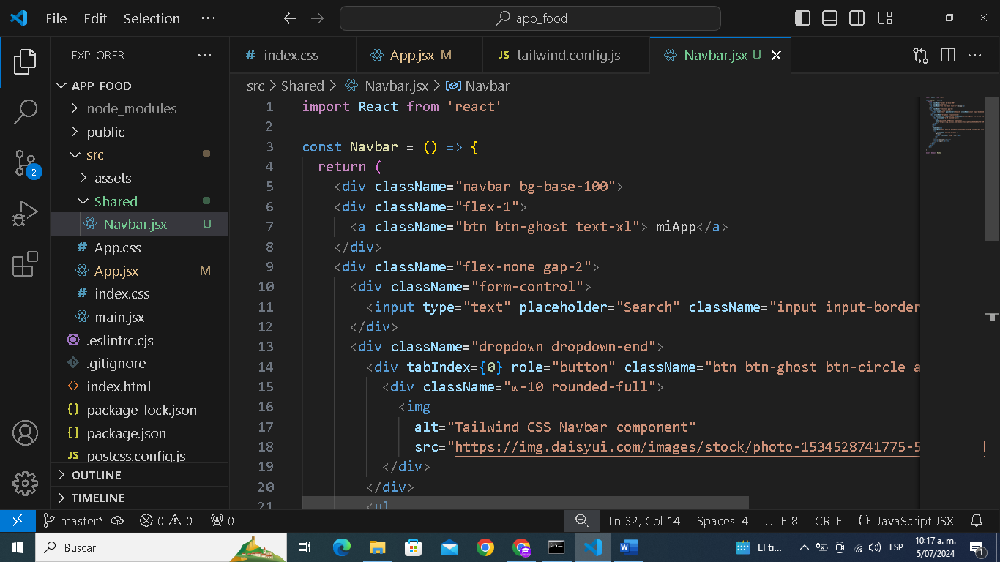 File Edit Selection ··· app_food
EXPLORER ···
APP_FOOD
node_modules
public
src
assets
Shared
Navbar.jsx U
App.css
App.jsx M
index.css
main.jsx
.eslintrc.cjs
.gitignore
index.html
package-lock.json
package.json
postcss.config.js
OUTLINE
TIMELINE
2
index.css App.jsx M tailwind.config.js Navbar.jsx U
src > Shared > Navbar.jsx > Navbar
1 import React from 'react'
2
3 const Navbar = () => {
4 return (
5 <div className="navbar bg-base-100">
6 <div className="flex-1">
7 <a className="btn btn-ghost text-xl"> miApp</a>
8 </div>
9 <div className="flex-none gap-2">
10 <div className="form-control">
11 <input type="text" placeholder="Search" className="input input-border
12 </div>
13 <div className="dropdown dropdown-end">
14 <div tabIndex={0} role="button" className="btn btn-ghost btn-circle a
15 <div className="w-10 rounded-full">
16 <img
17 alt="Tailwind CSS Navbar component"
18 src="https://img.daisyui.com/images/stock/photo-1534528741775-5
19 </div>
20 </div>
21 <ul
master* 0 0 0 Ln 32, Col 14 Spaces: 4 UTF-8 CRLF {} JavaScript JSX
Buscar El ti... ESP 10:17 a. m.
5/07/2024 1